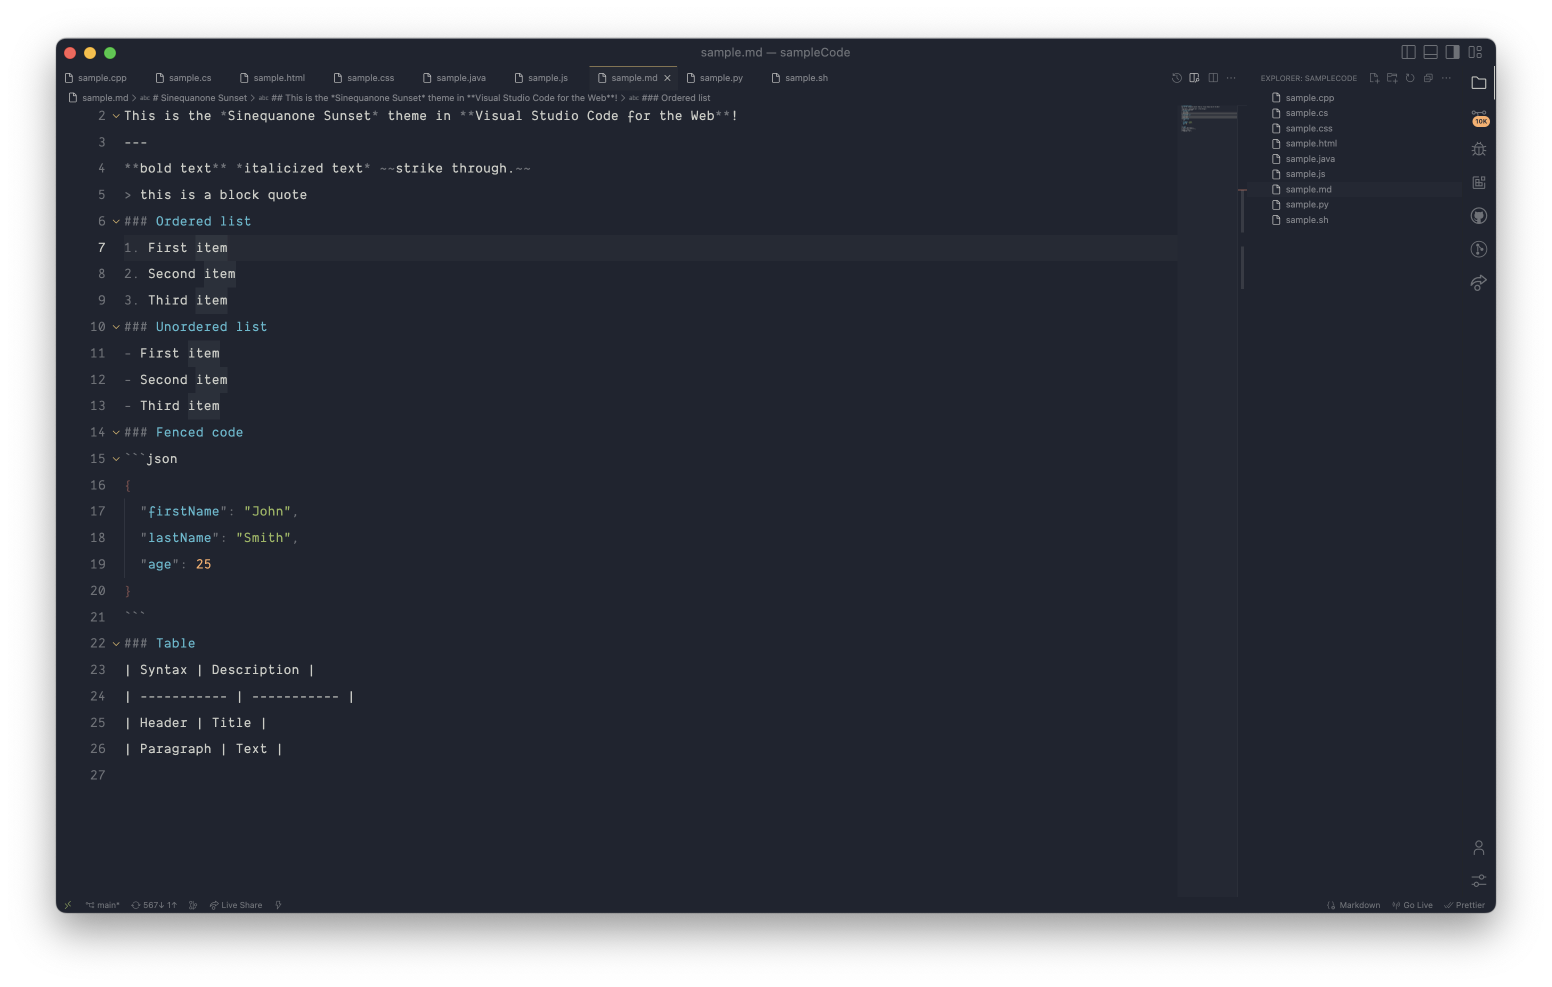 sample.md — sampleCode
sample.cpp sample.cs sample.html sample.css sample.java sample.js sample.md sample.py sample.sh
EXPLORER: SAMPLECODE
sample.md > abc # Sinequanone Sunset > abc ## This is the *Sinequanone Sunset* theme in **Visual Studio Code for the Web**! > abc ### Ordered list
2 This is the *Sinequanone Sunset* theme in **Visual Studio Code for the Web**!
3 ---
4 **bold text** *italicized text* ~~strike through.~~
5 > this is a block quote
6 ### Ordered list
7 1. First item
8 2. Second item
9 3. Third item
10 ### Unordered list
11 - First item
12 - Second item
13 - Third item
14 ### Fenced code
15 ```json
16 {
17 "firstName": "John",
18 "lastName": "Smith",
19 "age": 25
20 }
21 ```
22 ### Table
23 | Syntax | Description |
24 | ----------- | ----------- |
25 | Header | Title |
26 | Paragraph | Text |
27
sample.cpp
sample.cs
sample.css
sample.html
sample.java
sample.js
sample.md
sample.py
sample.sh
10K
main* 567↓ 1↑ Live Share
Markdown Go Live Prettier